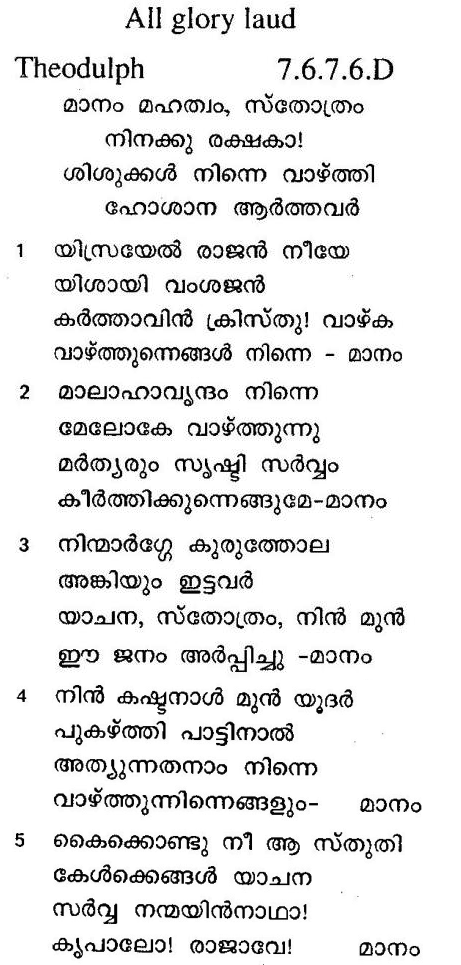 All glory laud
Theodulph 7.6.7.6.D
മാനം മഹത്വം, സ്തോത്രം
നിനക്കു രക്ഷകാ!
ശിശുക്കൾ നിന്നെ വാഴ്ത്തി
ഹോശാന ആർത്തവർ
1 യിസ്രയേൽ രാജൻ നീയേ
യിശായി വംശജൻ
കർത്താവിൻ ക്രിസ്തു! വാഴ്ക
വാഴ്ത്തുന്നെങ്ങൾ നിന്നെ - മാനം
2 മാലാഹാവൃന്ദം നിന്നെ
മേലോകേ വാഴ്ത്തുന്നു
മർത്യരും സൃഷ്ടി സർവ്വം
കീർത്തിക്കുന്നെങ്ങുമേ-മാനം
3 നിന്മാർഗ്ഗേ കുരുത്തോല
അങ്കിയും ഇട്ടവർ
യാചന, സ്തോത്രം, നിൻ മുൻ
ഈ ജനം അർപ്പിച്ചു -മാനം
4 നിൻ കഷ്ടനാൾ മുൻ യൂദർ
പുകഴ്ത്തി പാട്ടിനാൽ
അത്യുന്നതനാം നിന്നെ
വാഴ്ത്തുന്നിന്നെങ്ങളും- മാനം
5 കൈക്കൊണ്ടു നീ ആ സ്തുതി
കേൾക്കെങ്ങൾ യാചന
സർവ്വ നന്മയിൻനാഥാ!
കൃപാലോ! രാജാവേ! മാനം